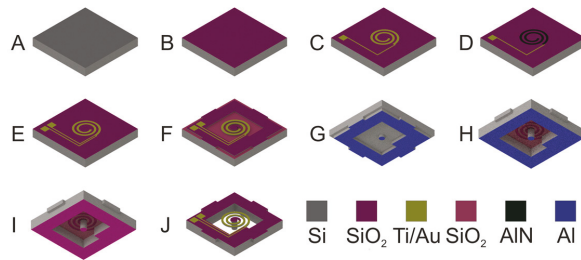 A B C D
E F G H
I J Si SiO₂ Ti/Au SiO₂ AlN Al